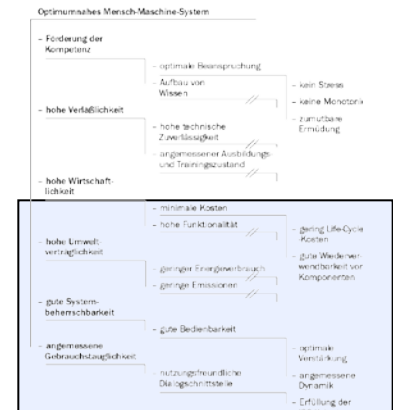 Optimumnahes Mensch-Maschine-System
– Forderung der
Kompetenz
– optimale Beanspruchung
– Aufbau von
Wissen
– kein Stress
– keine Monotonie
– zumutbare
Ermüdung
– hohe Verläßlichkeit
– hohe technische
Zuverlässigkeit
– angemessener Ausbildungs-
und Trainingszustand
– hohe Wirtschaft-
lichkeit
– minimale Kosten
– hohe Funktionalität
– gering Life-Cycle
-Kosten
– gute Wiederver-
wendbarkeit von
Komponenten
– hohe Umwelt-
verträglichkeit
– geringer Energieverbrauch
– geringe Emissionen
– gute System-
beherrschbarkeit
– gute Bedienbarkeit
– optimale
Verstärkung
– angemessene
Gebrauchstauglichkeit
– nutzungsfreundliche
Dialogschnittstelle
– angemessene
Dynamik
– Erfüllung der